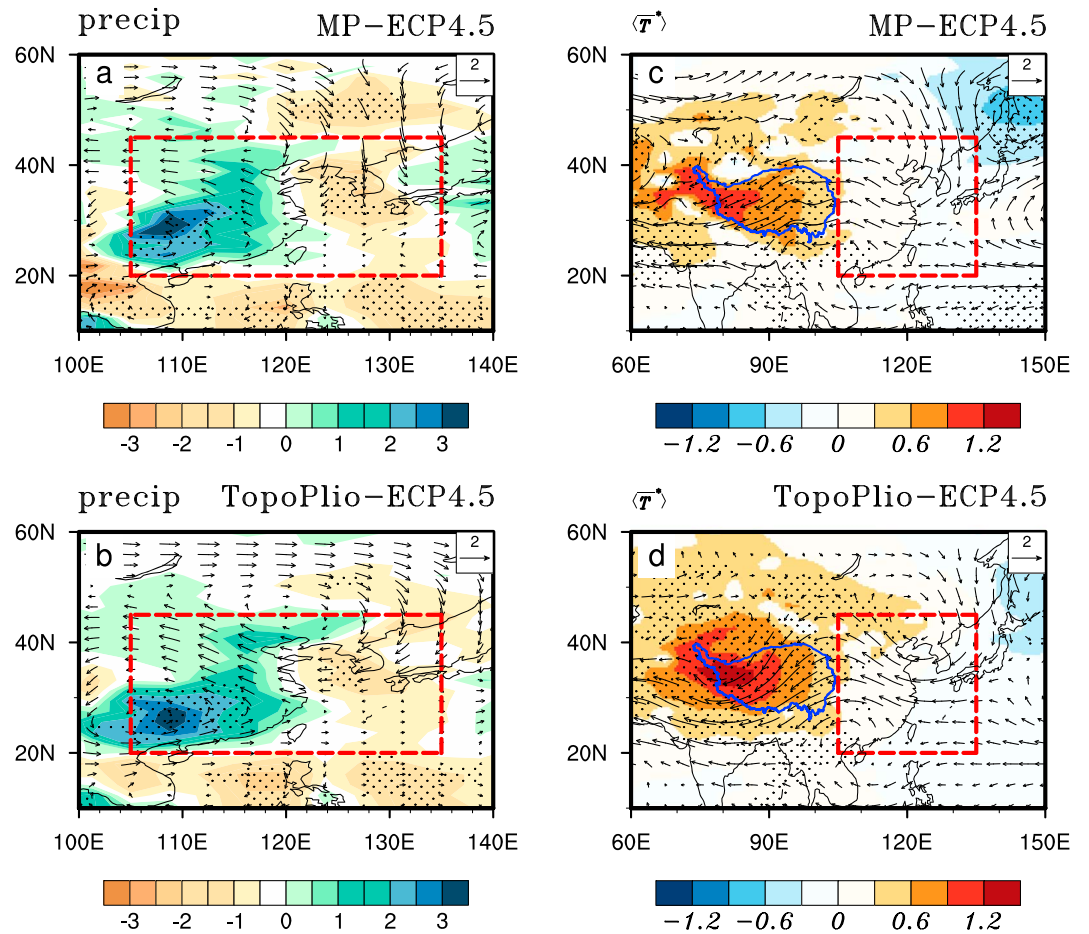 precip MP-ECP4.5
a
2
60N
40N
20N
100E 110E 120E 130E 140E
-3 -2 -1 0 1 2 3
⟨T̅*⟩ MP-ECP4.5
c
2
60N
40N
20N
60E 90E 120E 150E
-1.2 -0.6 0 0.6 1.2
precip TopoPlio-ECP4.5
b
2
60N
40N
20N
100E 110E 120E 130E 140E
-3 -2 -1 0 1 2 3
⟨T̅*⟩ TopoPlio-ECP4.5
d
2
60N
40N
20N
60E 90E 120E 150E
-1.2 -0.6 0 0.6 1.2